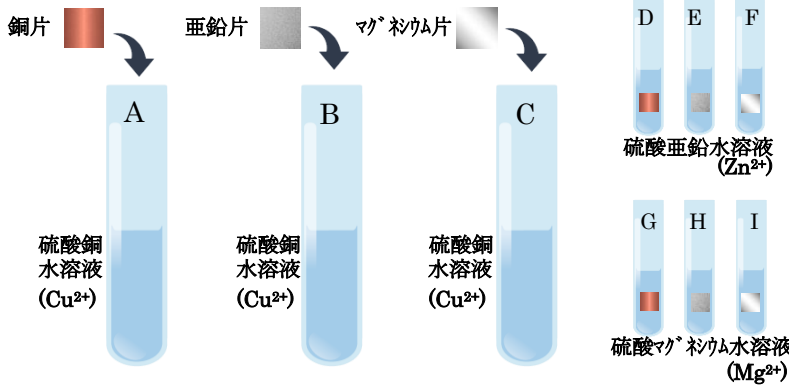 銅片
亜鉛片
マグネシウム片
A
B
C
硫酸銅
水溶液
(Cu²⁺)
硫酸銅
水溶液
(Cu²⁺)
硫酸銅
水溶液
(Cu²⁺)
D E F
硫酸亜鉛水溶液
(Zn²⁺)
G H I
硫酸マグネシウム水溶液
(Mg²⁺)